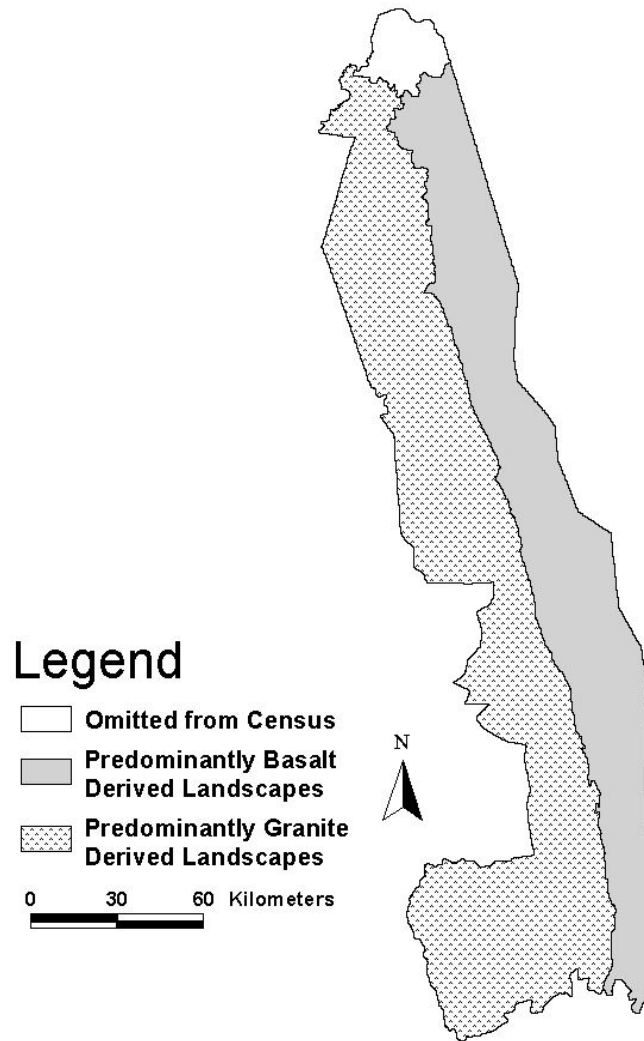 Legend
Omitted from Census
Predominantly Basalt
Derived Landscapes
Predominantly Granite
Derived Landscapes
N
0 30 60 Kilometers